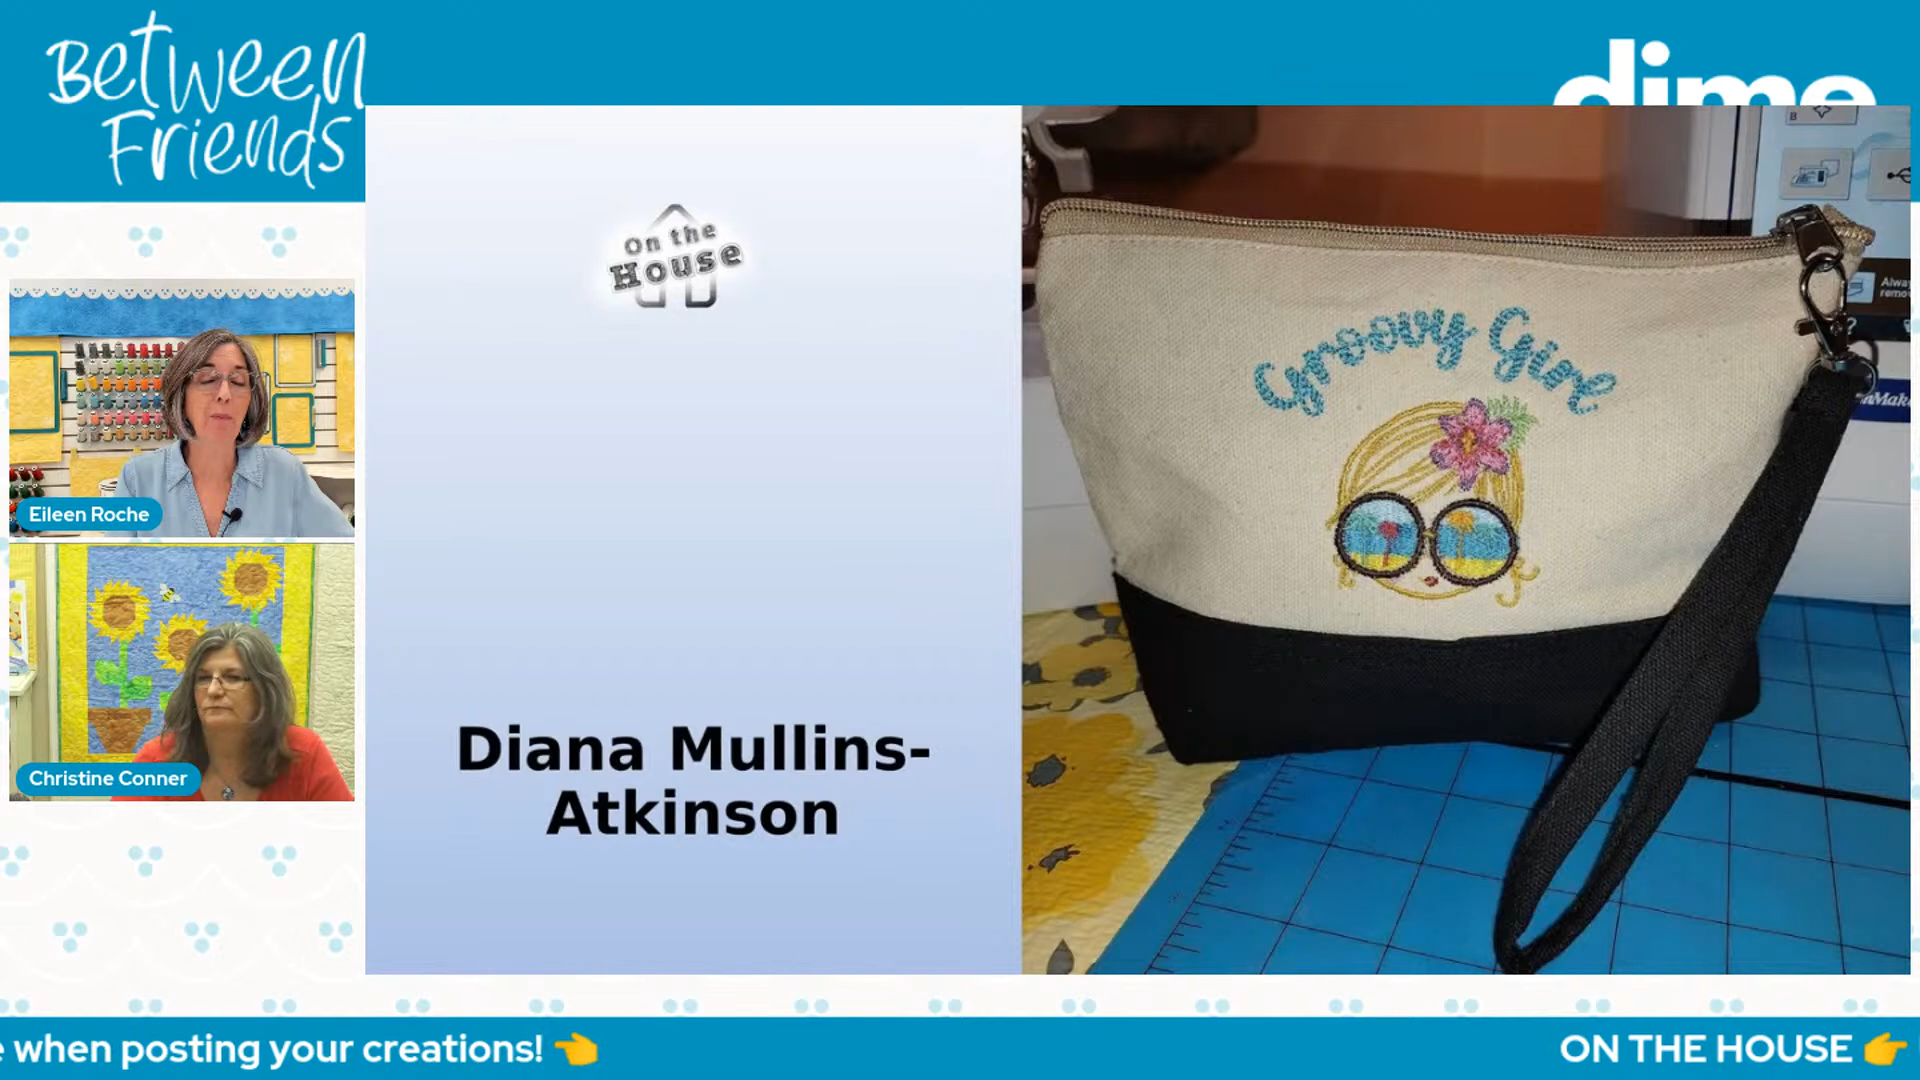 Between
Friends
dime
On the
House
B
Groovy Girl
Eileen Roche
Diana Mullins-
Atkinson
Christine Conner
when posting your creations! 👈
ON THE HOUSE 👉